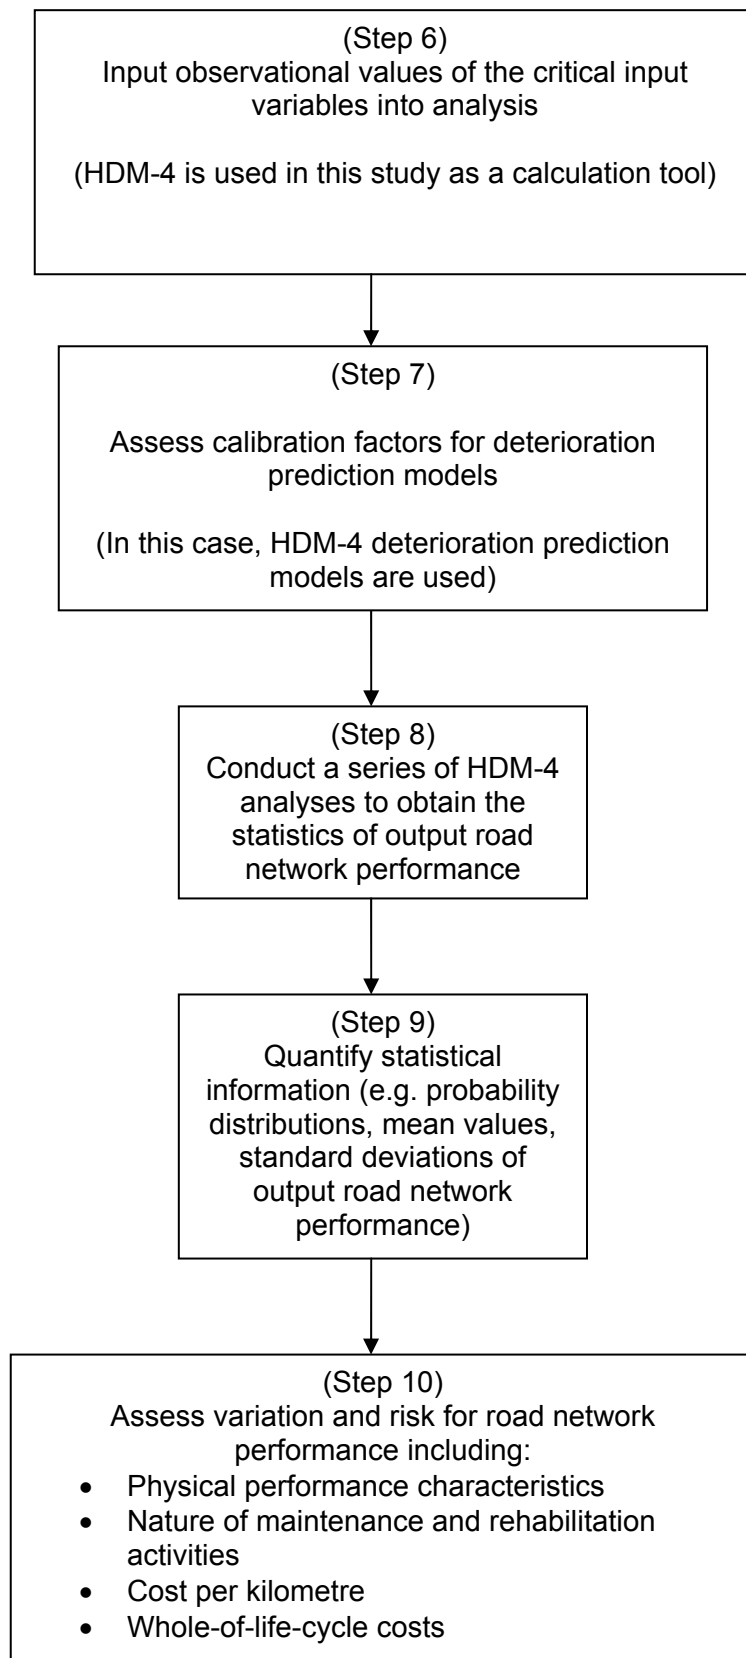 (Step 6)
Input observational values of the critical input
variables into analysis
(HDM-4 is used in this study as a calculation tool)
(Step 7)
Assess calibration factors for deterioration
prediction models
(In this case, HDM-4 deterioration prediction
models are used)
(Step 8)
Conduct a series of HDM-4
analyses to obtain the
statistics of output road
network performance
(Step 9)
Quantify statistical
information (e.g. probability
distributions, mean values,
standard deviations of
output road network
performance)
(Step 10)
Assess variation and risk for road network
performance including:
• Physical performance characteristics
• Nature of maintenance and rehabilitation
activities
• Cost per kilometre
• Whole-of-life-cycle costs